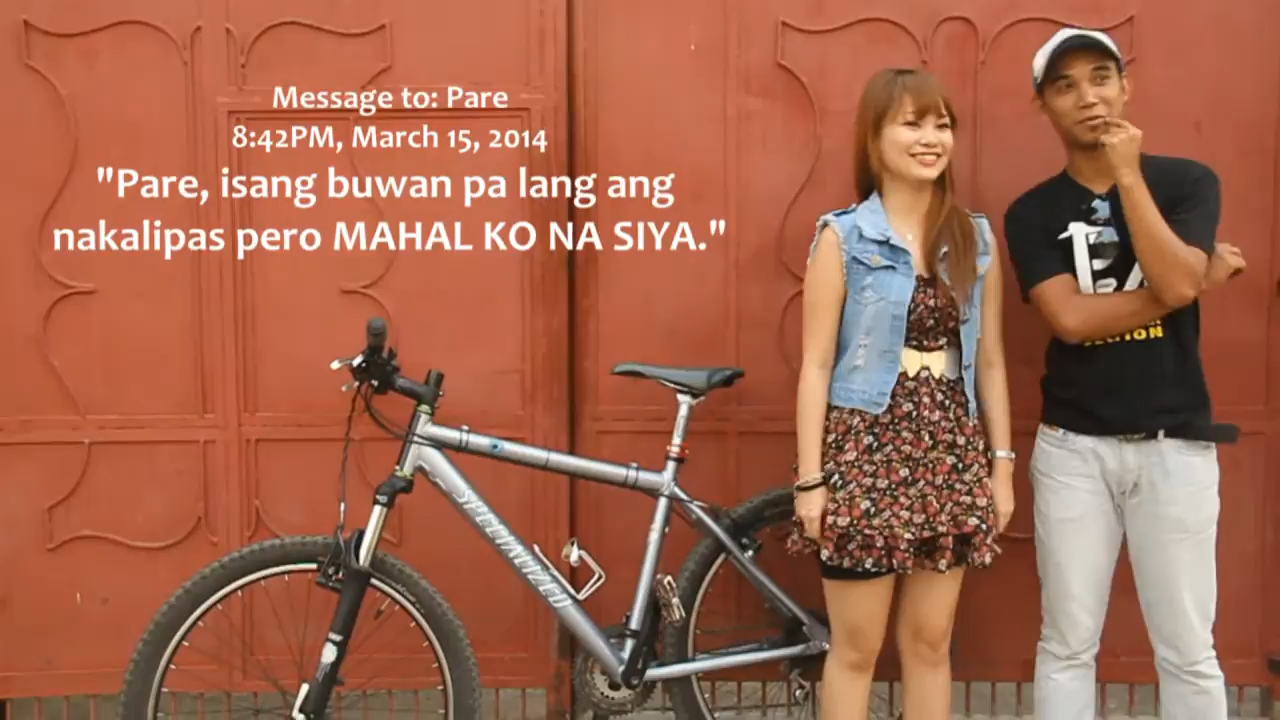 Message to: Pare
8:42PM, March 15, 2014
"Pare, isang buwan pa lang ang
nakalipas pero MAHAL KO NA SIYA."
SPECIALIZED